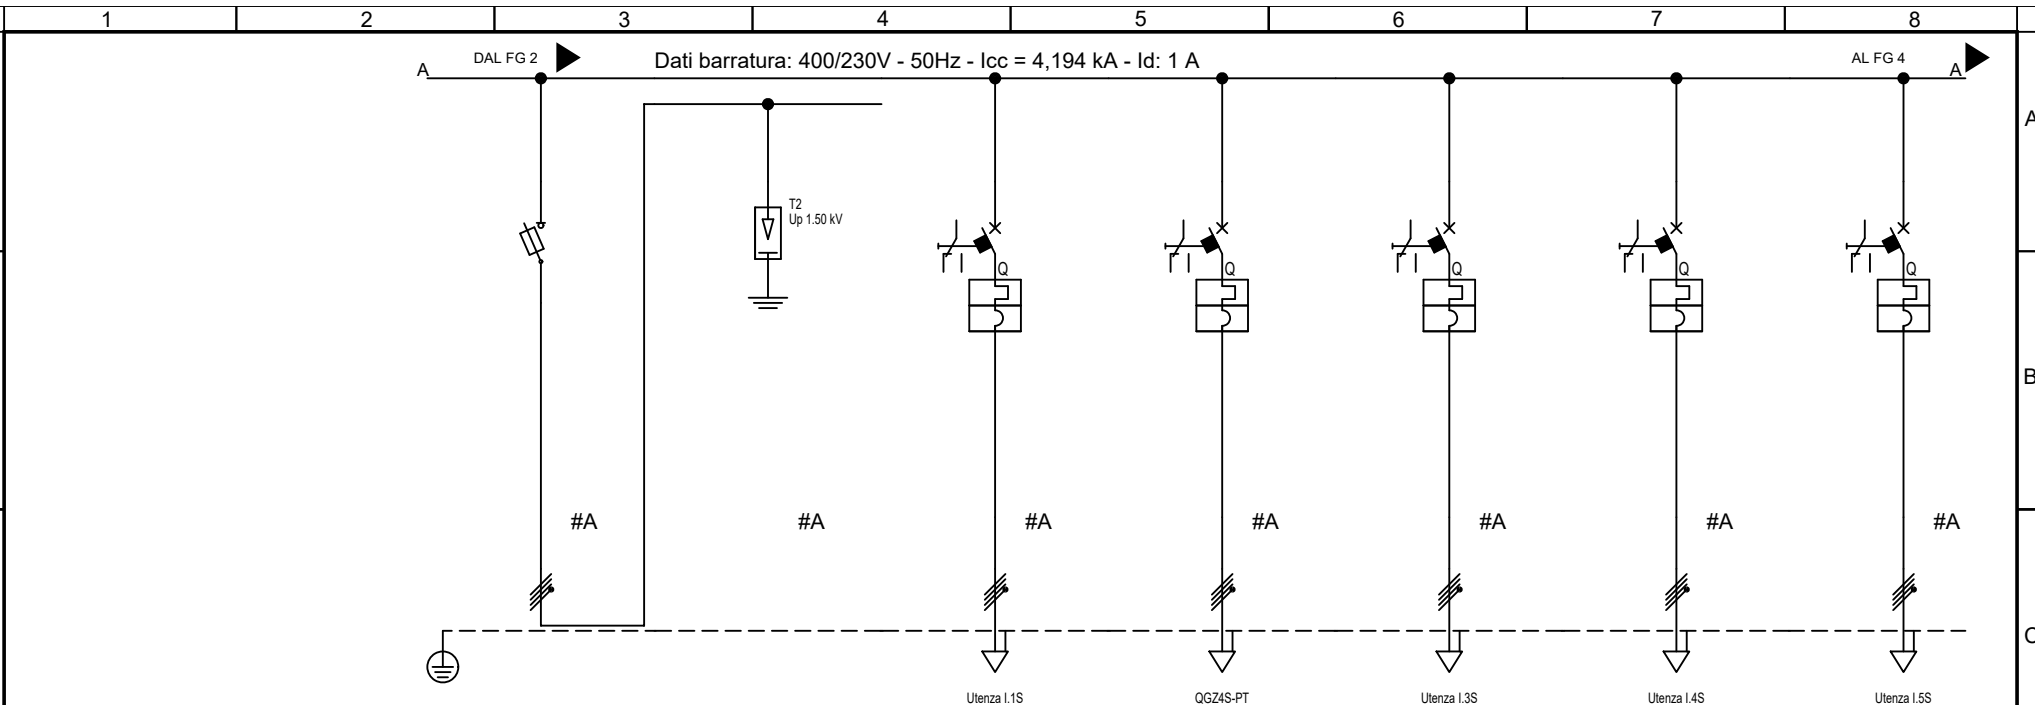 1 2 3 4 5 6 7 8
DAL FG 2 Dati barratura: 400/230V - 50Hz - Icc = 4,194 kA - Id: 1 A AL FG 4
A A
A
T2
Up 1.50 kV
Q Q Q Q Q
B
#A #A #A #A #A #A #A
C
Utenza I.1S QGZ4S-PT Utenza I.3S Utenza I.4S Utenza I.5S